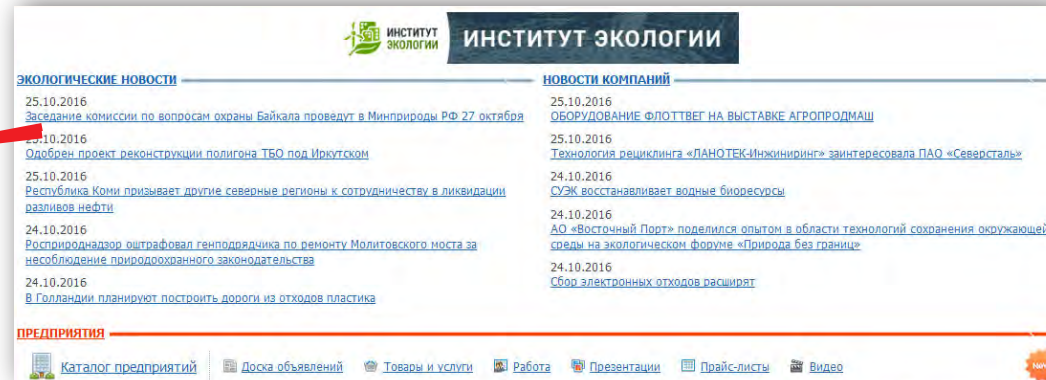 ИНСТИТУТ
ЭКОЛОГИИ
ИНСТИТУТ ЭКОЛОГИИ
ЭКОЛОГИЧЕСКИЕ НОВОСТИ
25.10.2016
Заседание комиссии по вопросам охраны Байкала проведут в Минприроды РФ 27 октября
25.10.2016
Одобрен проект реконструкции полигона ТБО под Иркутском
25.10.2016
Республика Коми призывает другие северные регионы к сотрудничеству в ликвидации
разливов нефти
24.10.2016
Росприроднадзор оштрафовал генподрядчика по ремонту Молитовского моста за
несоблюдение природоохранного законодательства
24.10.2016
В Голландии планируют построить дороги из отходов пластика
НОВОСТИ КОМПАНИЙ
25.10.2016
ОБОРУДОВАНИЕ ФЛОТТВЕГ НА ВЫСТАВКЕ АГРОПРОДМАШ
25.10.2016
Технология рециклинга «ЛАНОТЕК-Инжиниринг» заинтересовала ПАО «Северсталь»
24.10.2016
СУЭК восстанавливает водные биоресурсы
24.10.2016
АО «Восточный Порт» поделился опытом в области технологий сохранения окружающей
среды на экологическом форуме «Природа без границ»
24.10.2016
Сбор электронных отходов расширят
ПРЕДПРИЯТИЯ
Каталог предприятий Доска объявлений Товары и услуги Работа Презентации Прайс-листы Видео